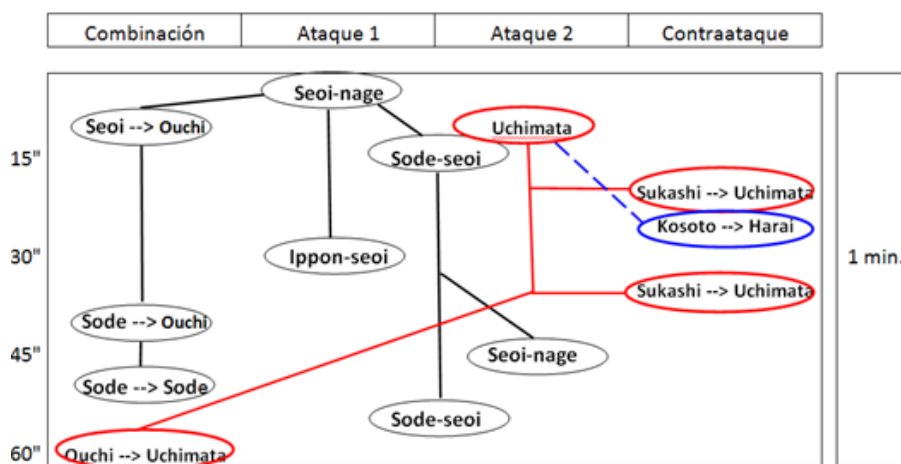 Combinación Ataque 1 Ataque 2 Contraataque
Seoi-nage
Seoi --> Ouchi
Uchimata
15"
Sode-seoi
Sukashi --> Uchimata
Kosoto --> Harai
30"
Ippon-seoi
1 min.
Sukashi --> Uchimata
Sode --> Ouchi
45"
Seoi-nage
Sode --> Sode
Sode-seoi
60"
Ouchi --> Uchimata